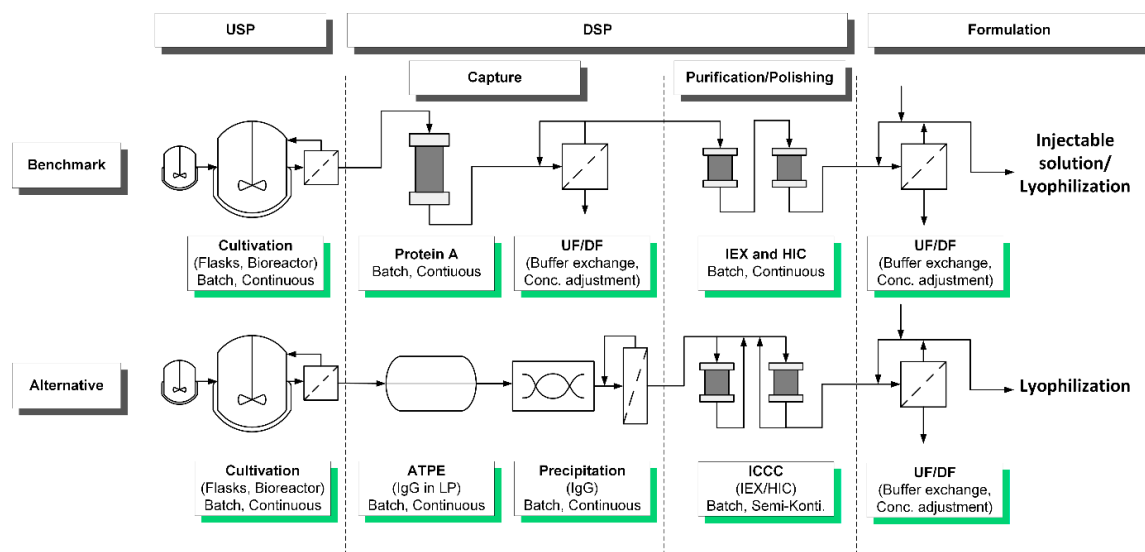 USP
DSP
Formulation
Capture
Purification/Polishing
Benchmark
Injectable
solution/
Lyophilization
Cultivation
(Flasks, Bioreactor)
Batch, Continuous
Protein A
Batch, Contiuous
UF/DF
(Buffer exchange,
Conc. adjustment)
IEX and HIC
Batch, Continuous
UF/DF
(Buffer exchange,
Conc. adjustment)
Alternative
Lyophilization
Cultivation
(Flasks, Bioreactor)
Batch, Continuous
ATPE
(IgG in LP)
Batch, Continuous
Precipitation
(IgG)
Batch, Continuous
ICCC
(IEX/HIC)
Batch, Semi-Konti.
UF/DF
(Buffer exchange,
Conc. adjustment)